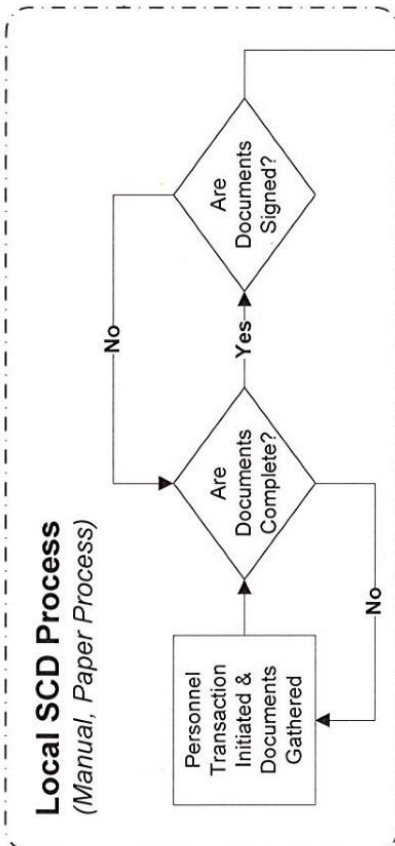 Local SCD Process
(Manual, Paper Process)
Personnel
Transaction
Initiated &
Documents
Gathered
No
Are
Documents
Complete?
Yes
No
Are
Documents
Signed?